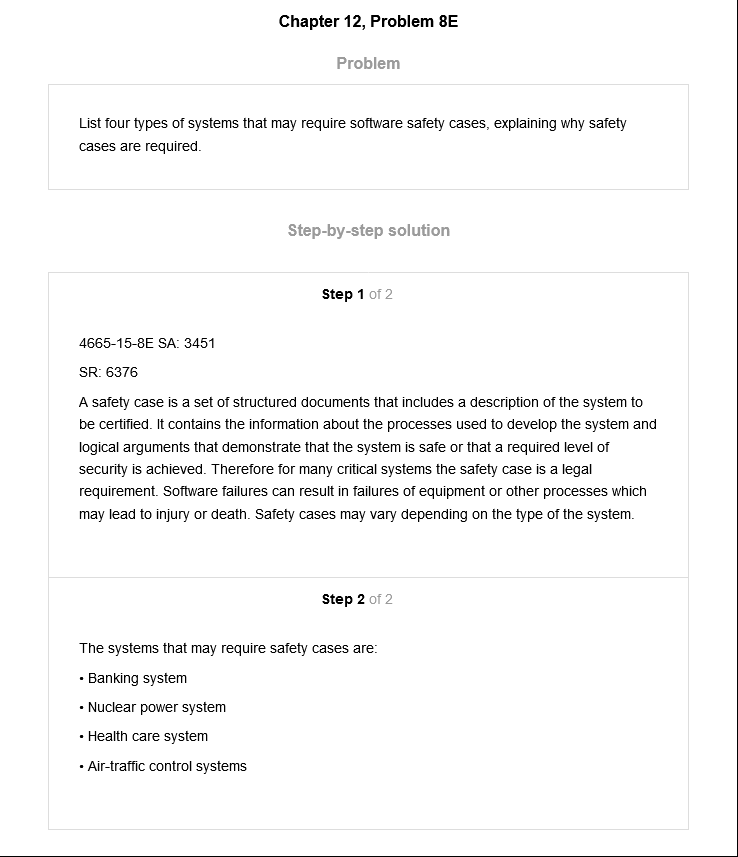 Chapter 12, Problem 8E
Problem
List four types of systems that may require software safety cases, explaining why safety
cases are required.
Step-by-step solution
Step 1 of 2
4665-15-8E SA: 3451
SR: 6376
A safety case is a set of structured documents that includes a description of the system to
be certified. It contains the information about the processes used to develop the system and
logical arguments that demonstrate that the system is safe or that a required level of
security is achieved. Therefore for many critical systems the safety case is a legal
requirement. Software failures can result in failures of equipment or other processes which
may lead to injury or death. Safety cases may vary depending on the type of the system.
Step 2 of 2
The systems that may require safety cases are:
• Banking system
• Nuclear power system
• Health care system
• Air-traffic control systems